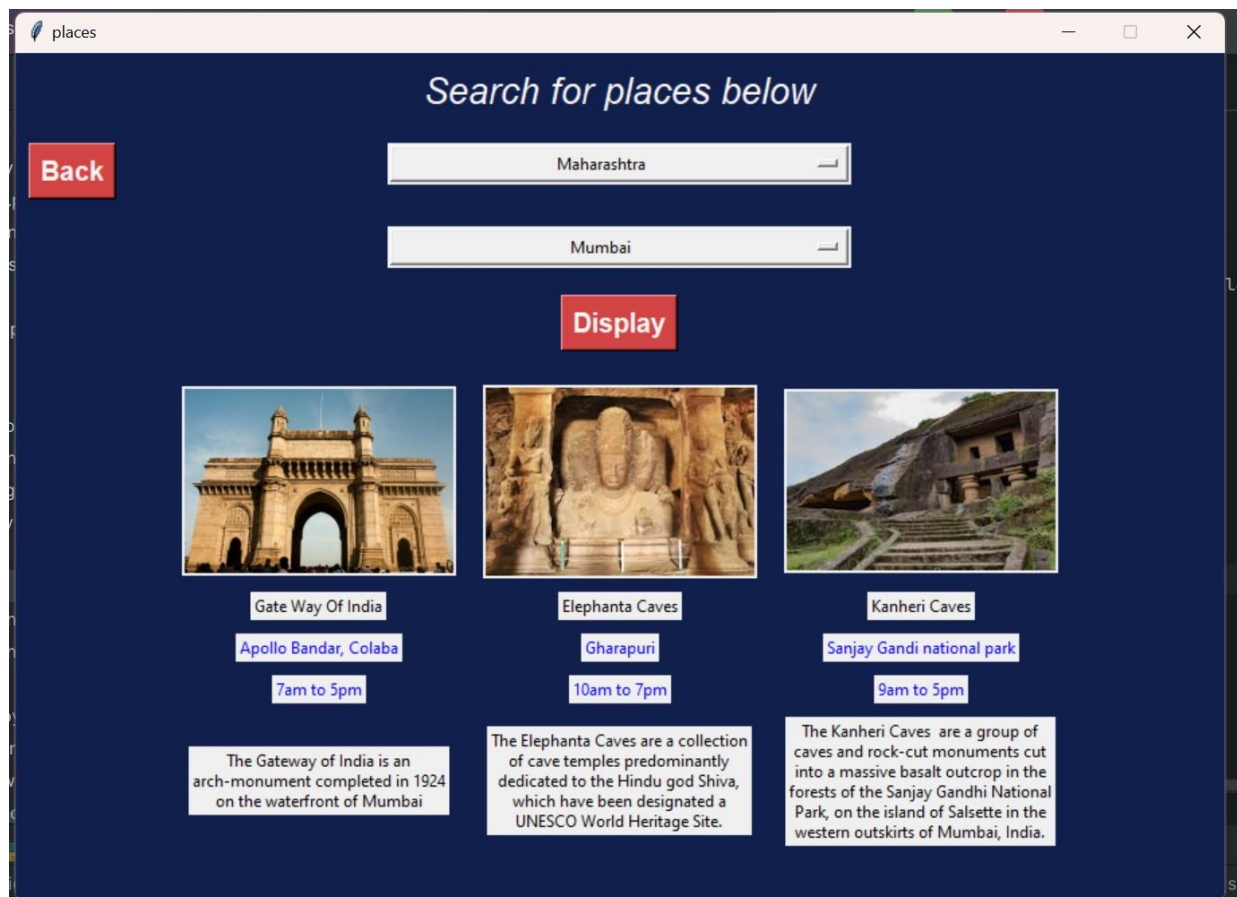 places
Search for places below
Back
Maharashtra
Mumbai
Display
Gate Way Of India
Elephanta Caves
Kanheri Caves
Apollo Bandar, Colaba
Gharapuri
Sanjay Gandi national park
7am to 5pm
10am to 7pm
9am to 5pm
The Gateway of India is an
arch-monument completed in 1924
on the waterfront of Mumbai
The Elephanta Caves are a collection
of cave temples predominantly
dedicated to the Hindu god Shiva,
which have been designated a
UNESCO World Heritage Site.
The Kanheri Caves  are a group of
caves and rock-cut monuments cut
into a massive basalt outcrop in the
forests of the Sanjay Gandhi National
Park, on the island of Salsette in the
western outskirts of Mumbai, India.